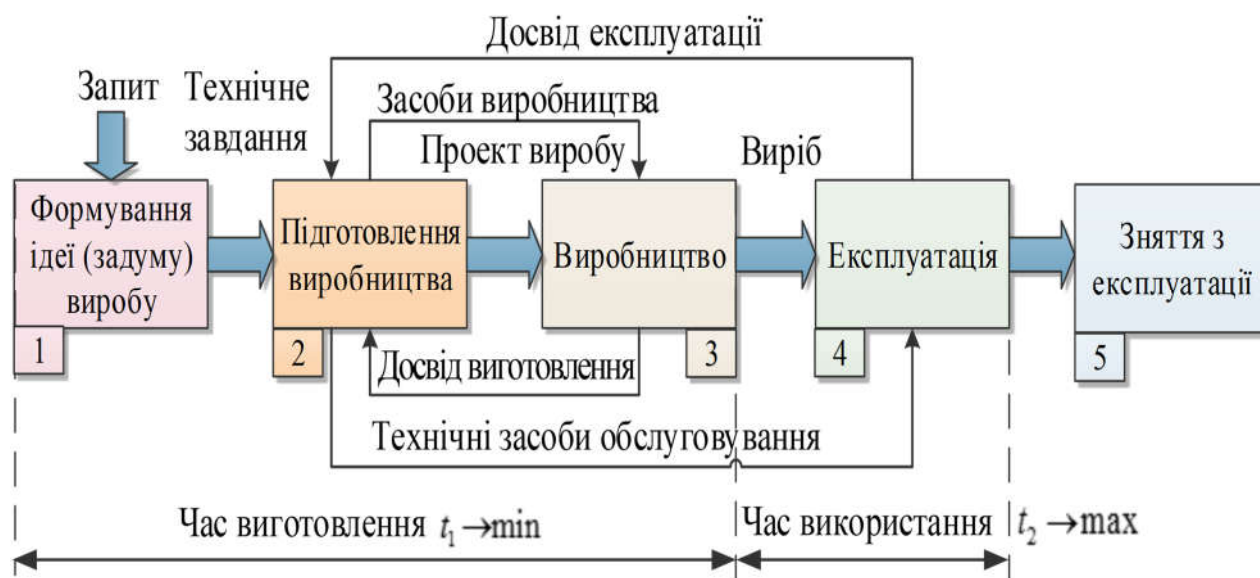 Досвід експлуатації
Запит
Технічне
завдання
Засоби виробництва
Проект виробу
Виріб
Формування
ідеї (задуму)
виробу
1
Підготовлення
виробництва
2
Виробництво
3
Експлуатація
4
Зняття з
експлуатації
5
Досвід виготовлення
Технічні засоби обслуговування
Час виготовлення t₁→min
Час використання t₂→max